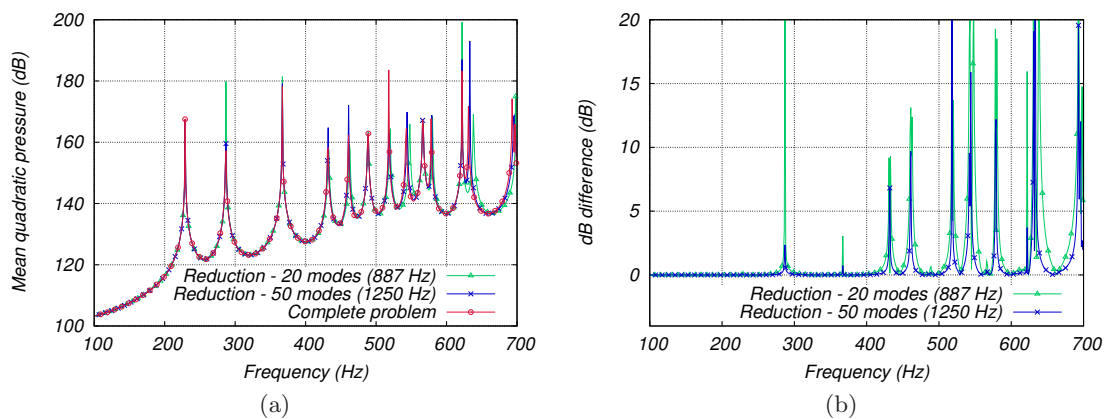 200
180
160
140
120
100
Mean quadratic pressure (dB)
Reduction - 20 modes (887 Hz)
Reduction - 50 modes (1250 Hz)
Complete problem
100 200 300 400 500 600 700
Frequency (Hz)
(a)
20
15
10
5
0
dB difference (dB)
Reduction - 20 modes (887 Hz)
Reduction - 50 modes (1250 Hz)
100 200 300 400 500 600 700
Frequency (Hz)
(b)